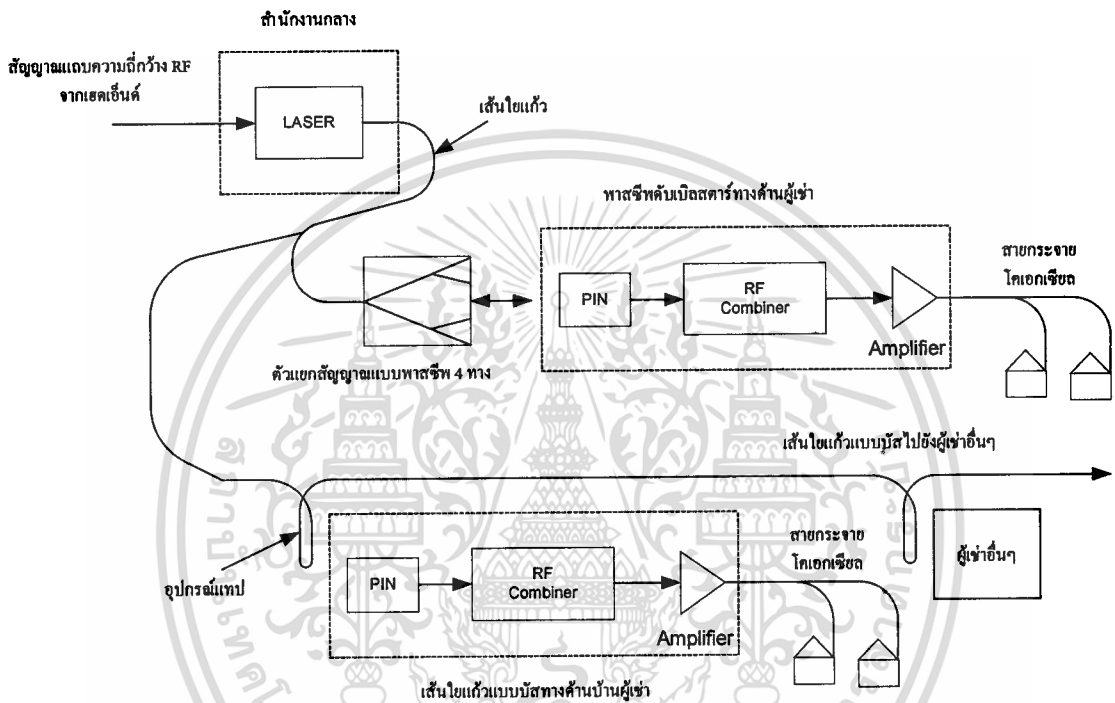 สำนักงานกลาง
สัญญาณแถบความถี่กว้าง RF
จากเฮดเอ็นด์
LASER
เส้นใยแก้ว
พาสซีพดับเบิลสตาร์ทางด้านผู้เช่า
สายกระจาย
โคเอกเซียล
PIN
RF
Combiner
Amplifier
ตัวแยกสัญญาณแบบพาสซีพ 4 ทาง
เส้นใยแก้วแบบบัสไปยังผู้เช่าอื่นๆ
อุปกรณ์แทป
PIN
RF
Combiner
Amplifier
สายกระจาย
โคเอกเซียล
ผู้เช่าอื่นๆ
เส้นใยแก้วแบบบัสทางด้านบ้านผู้เช่า